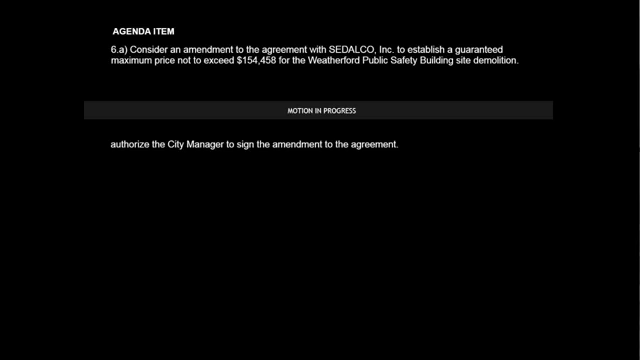 AGENDA ITEM
6.a) Consider an amendment to the agreement with SEDALCO, Inc. to establish a guaranteed
maximum price not to exceed $154,458 for the Weatherford Public Safety Building site demolition.
MOTION IN PROGRESS
authorize the City Manager to sign the amendment to the agreement.